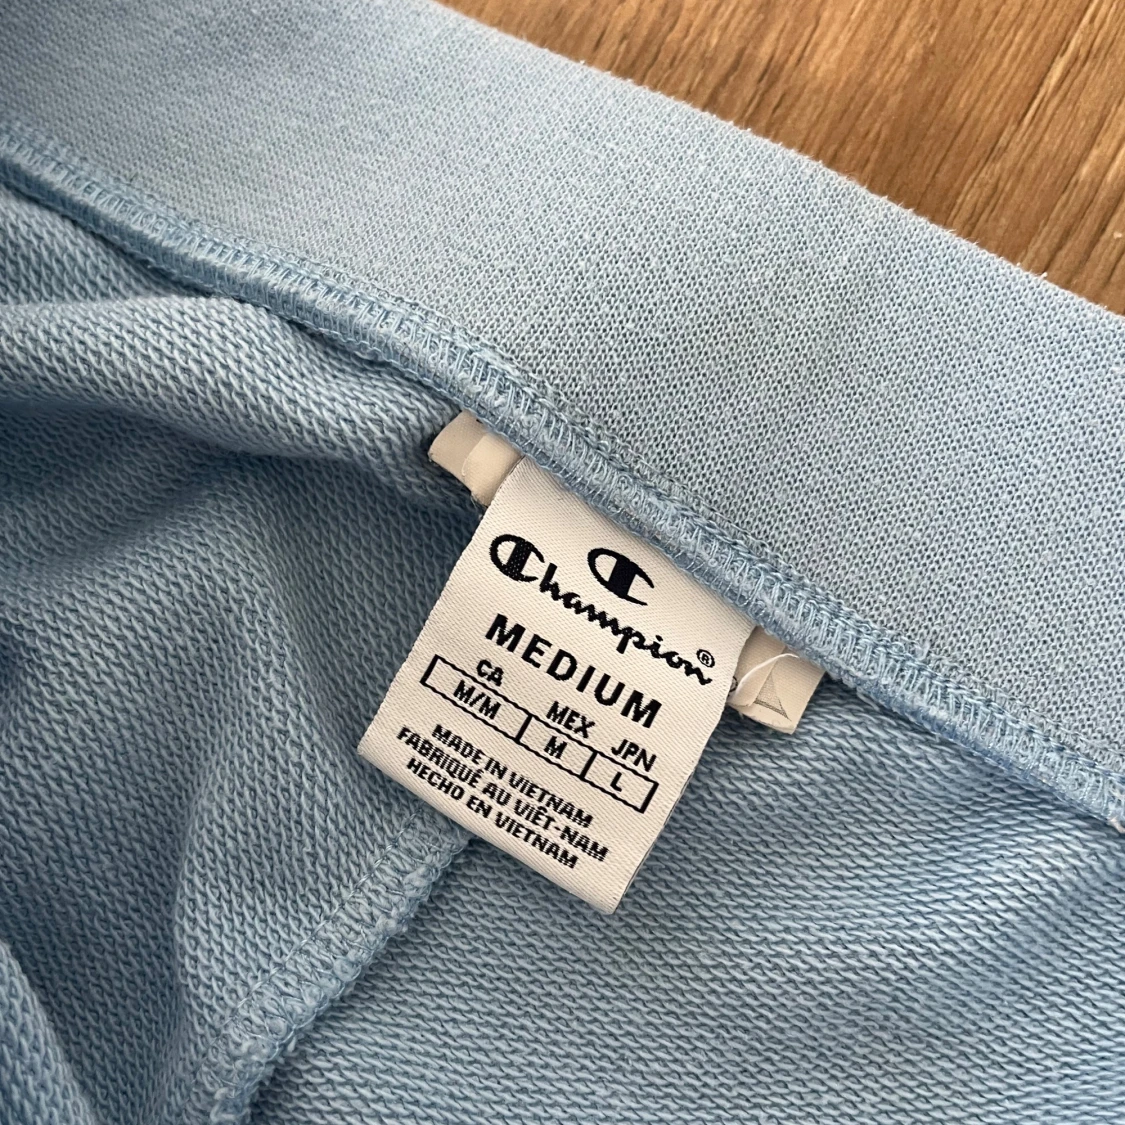 Champion®
MEDIUM
CA MEX JPN
M/M M L
MADE IN VIETNAM
FABRIQUÉ AU VIÊT-NAM
HECHO EN VIETNAM